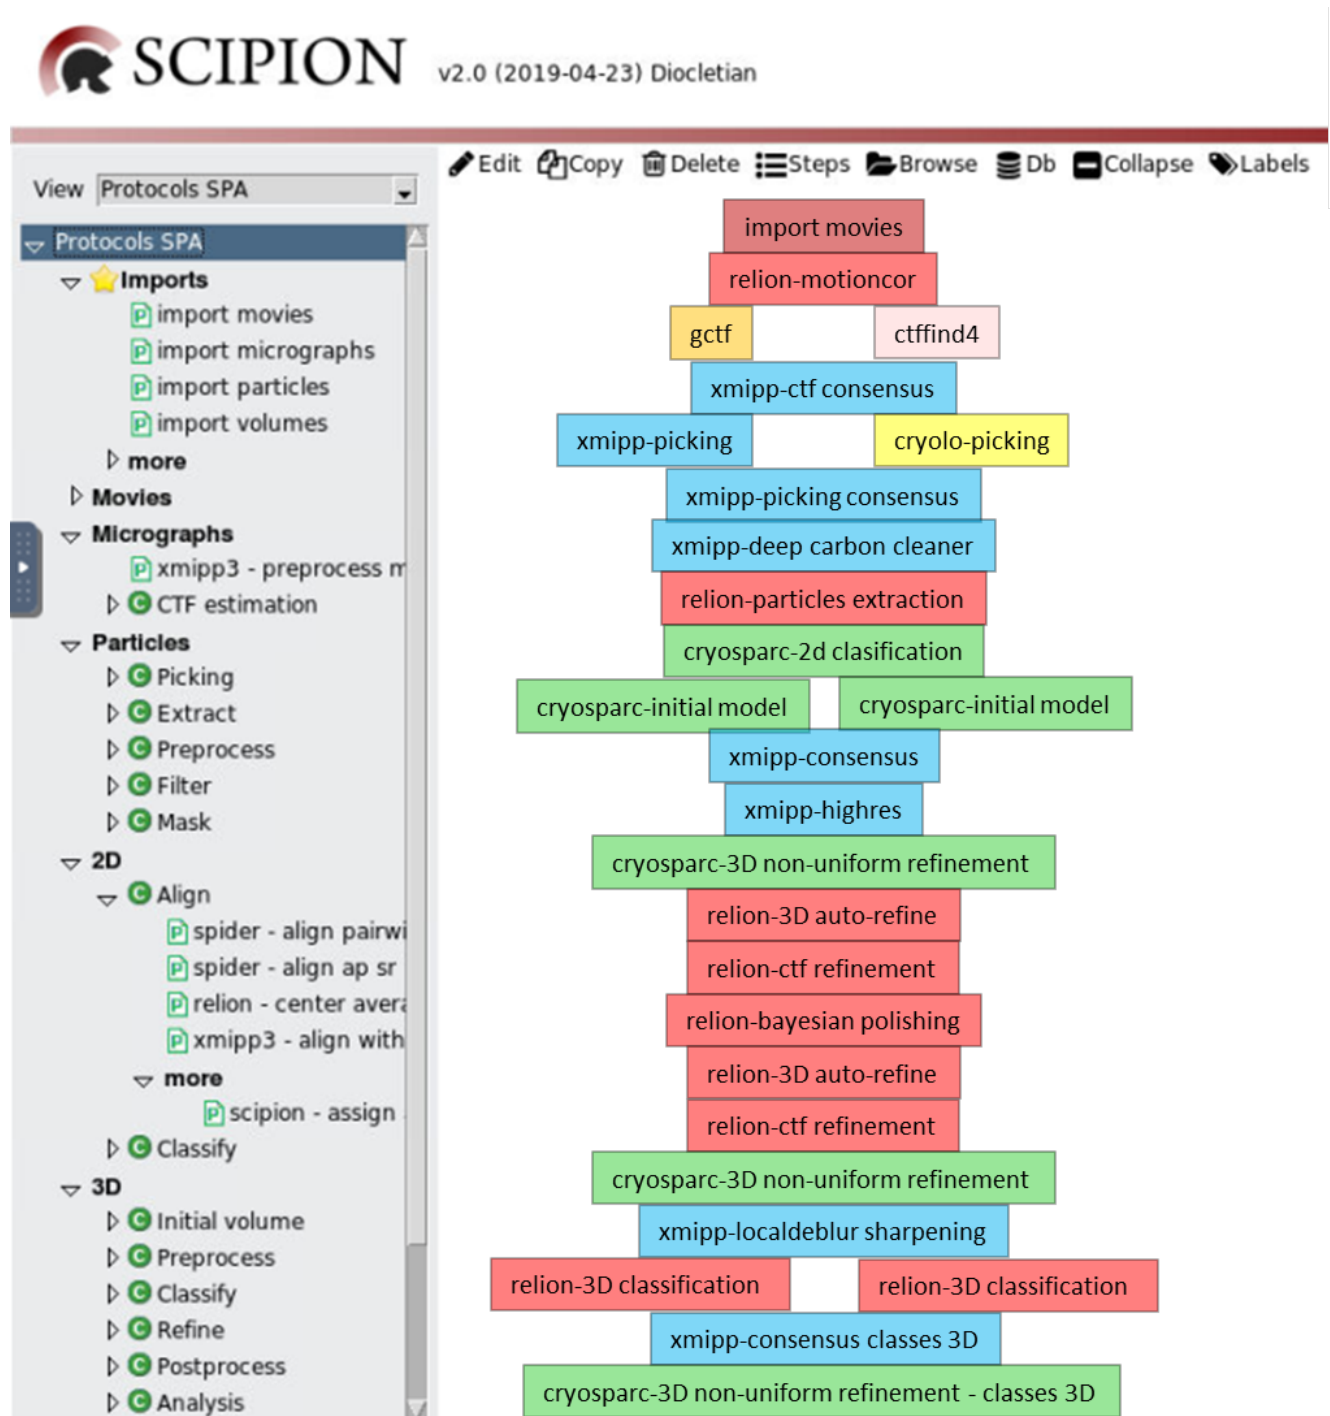 SCIPION v2.0 (2019-04-23) Diocletian
Edit Copy Delete Steps Browse Db Collapse Labels
View Protocols SPA
Protocols SPA
Imports
import movies
import micrographs
import particles
import volumes
more
Movies
Micrographs
xmipp3 - preprocess m
CTF estimation
Particles
Picking
Extract
Preprocess
Filter
Mask
2D
Align
spider - align pairwi
spider - align ap sr
relion - center avera
xmipp3 - align with
more
scipion - assign
Classify
3D
Initial volume
Preprocess
Classify
Refine
Postprocess
Analysis
import movies
relion-motioncor
gctf ctffind4
xmipp-ctf consensus
xmipp-picking cryolo-picking
xmipp-picking consensus
xmipp-deep carbon cleaner
relion-particles extraction
cryosparc-2d clasification
cryosparc-initial model cryosparc-initial model
xmipp-consensus
xmipp-highres
cryosparc-3D non-uniform refinement
relion-3D auto-refine
relion-ctf refinement
relion-bayesian polishing
relion-3D auto-refine
relion-ctf refinement
cryosparc-3D non-uniform refinement
xmipp-localdeblur sharpening
relion-3D classification relion-3D classification
xmipp-consensus classes 3D
cryosparc-3D non-uniform refinement - classes 3D